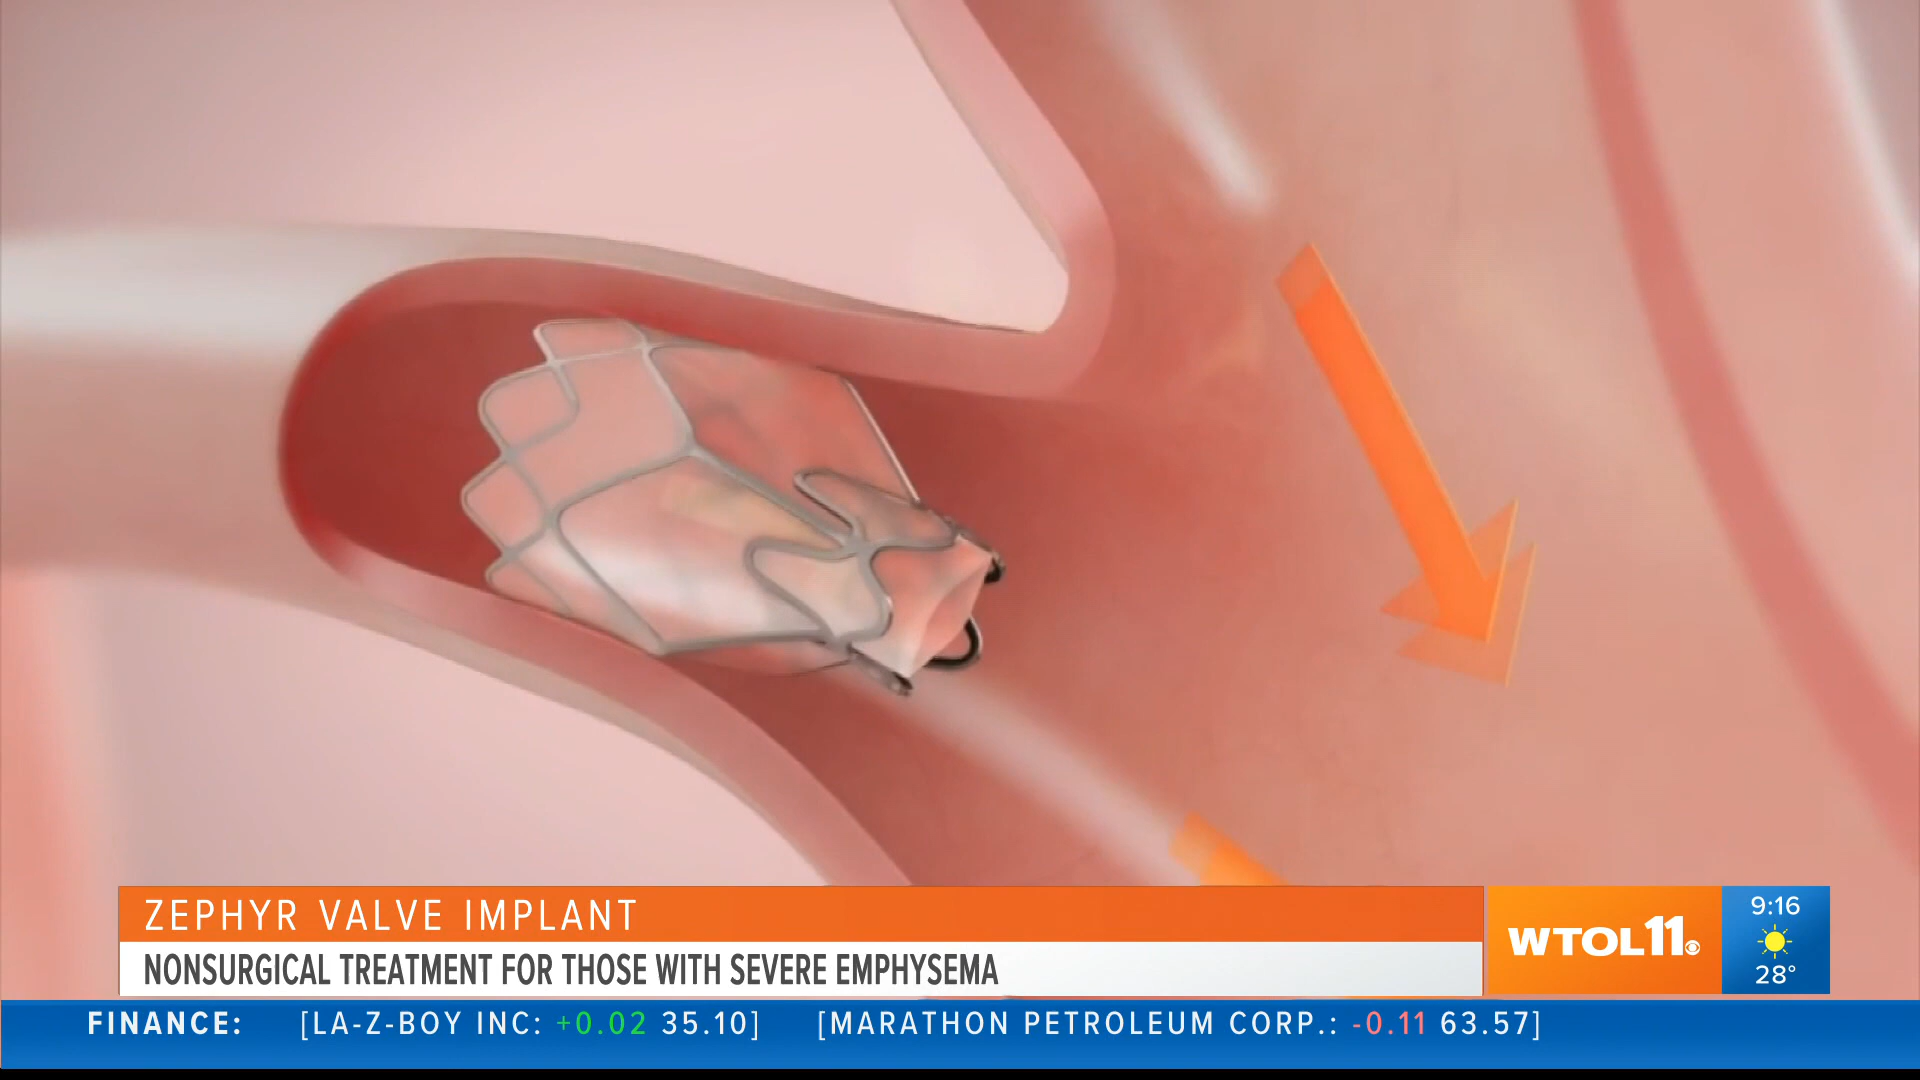 ZEPHYR VALVE IMPLANT
NONSURGICAL TREATMENT FOR THOSE WITH SEVERE EMPHYSEMA
WTOL11
9:16
28°
FINANCE: [LA-Z-BOY INC: +0.02 35.10] [MARATHON PETROLEUM CORP.: -0.11 63.57]